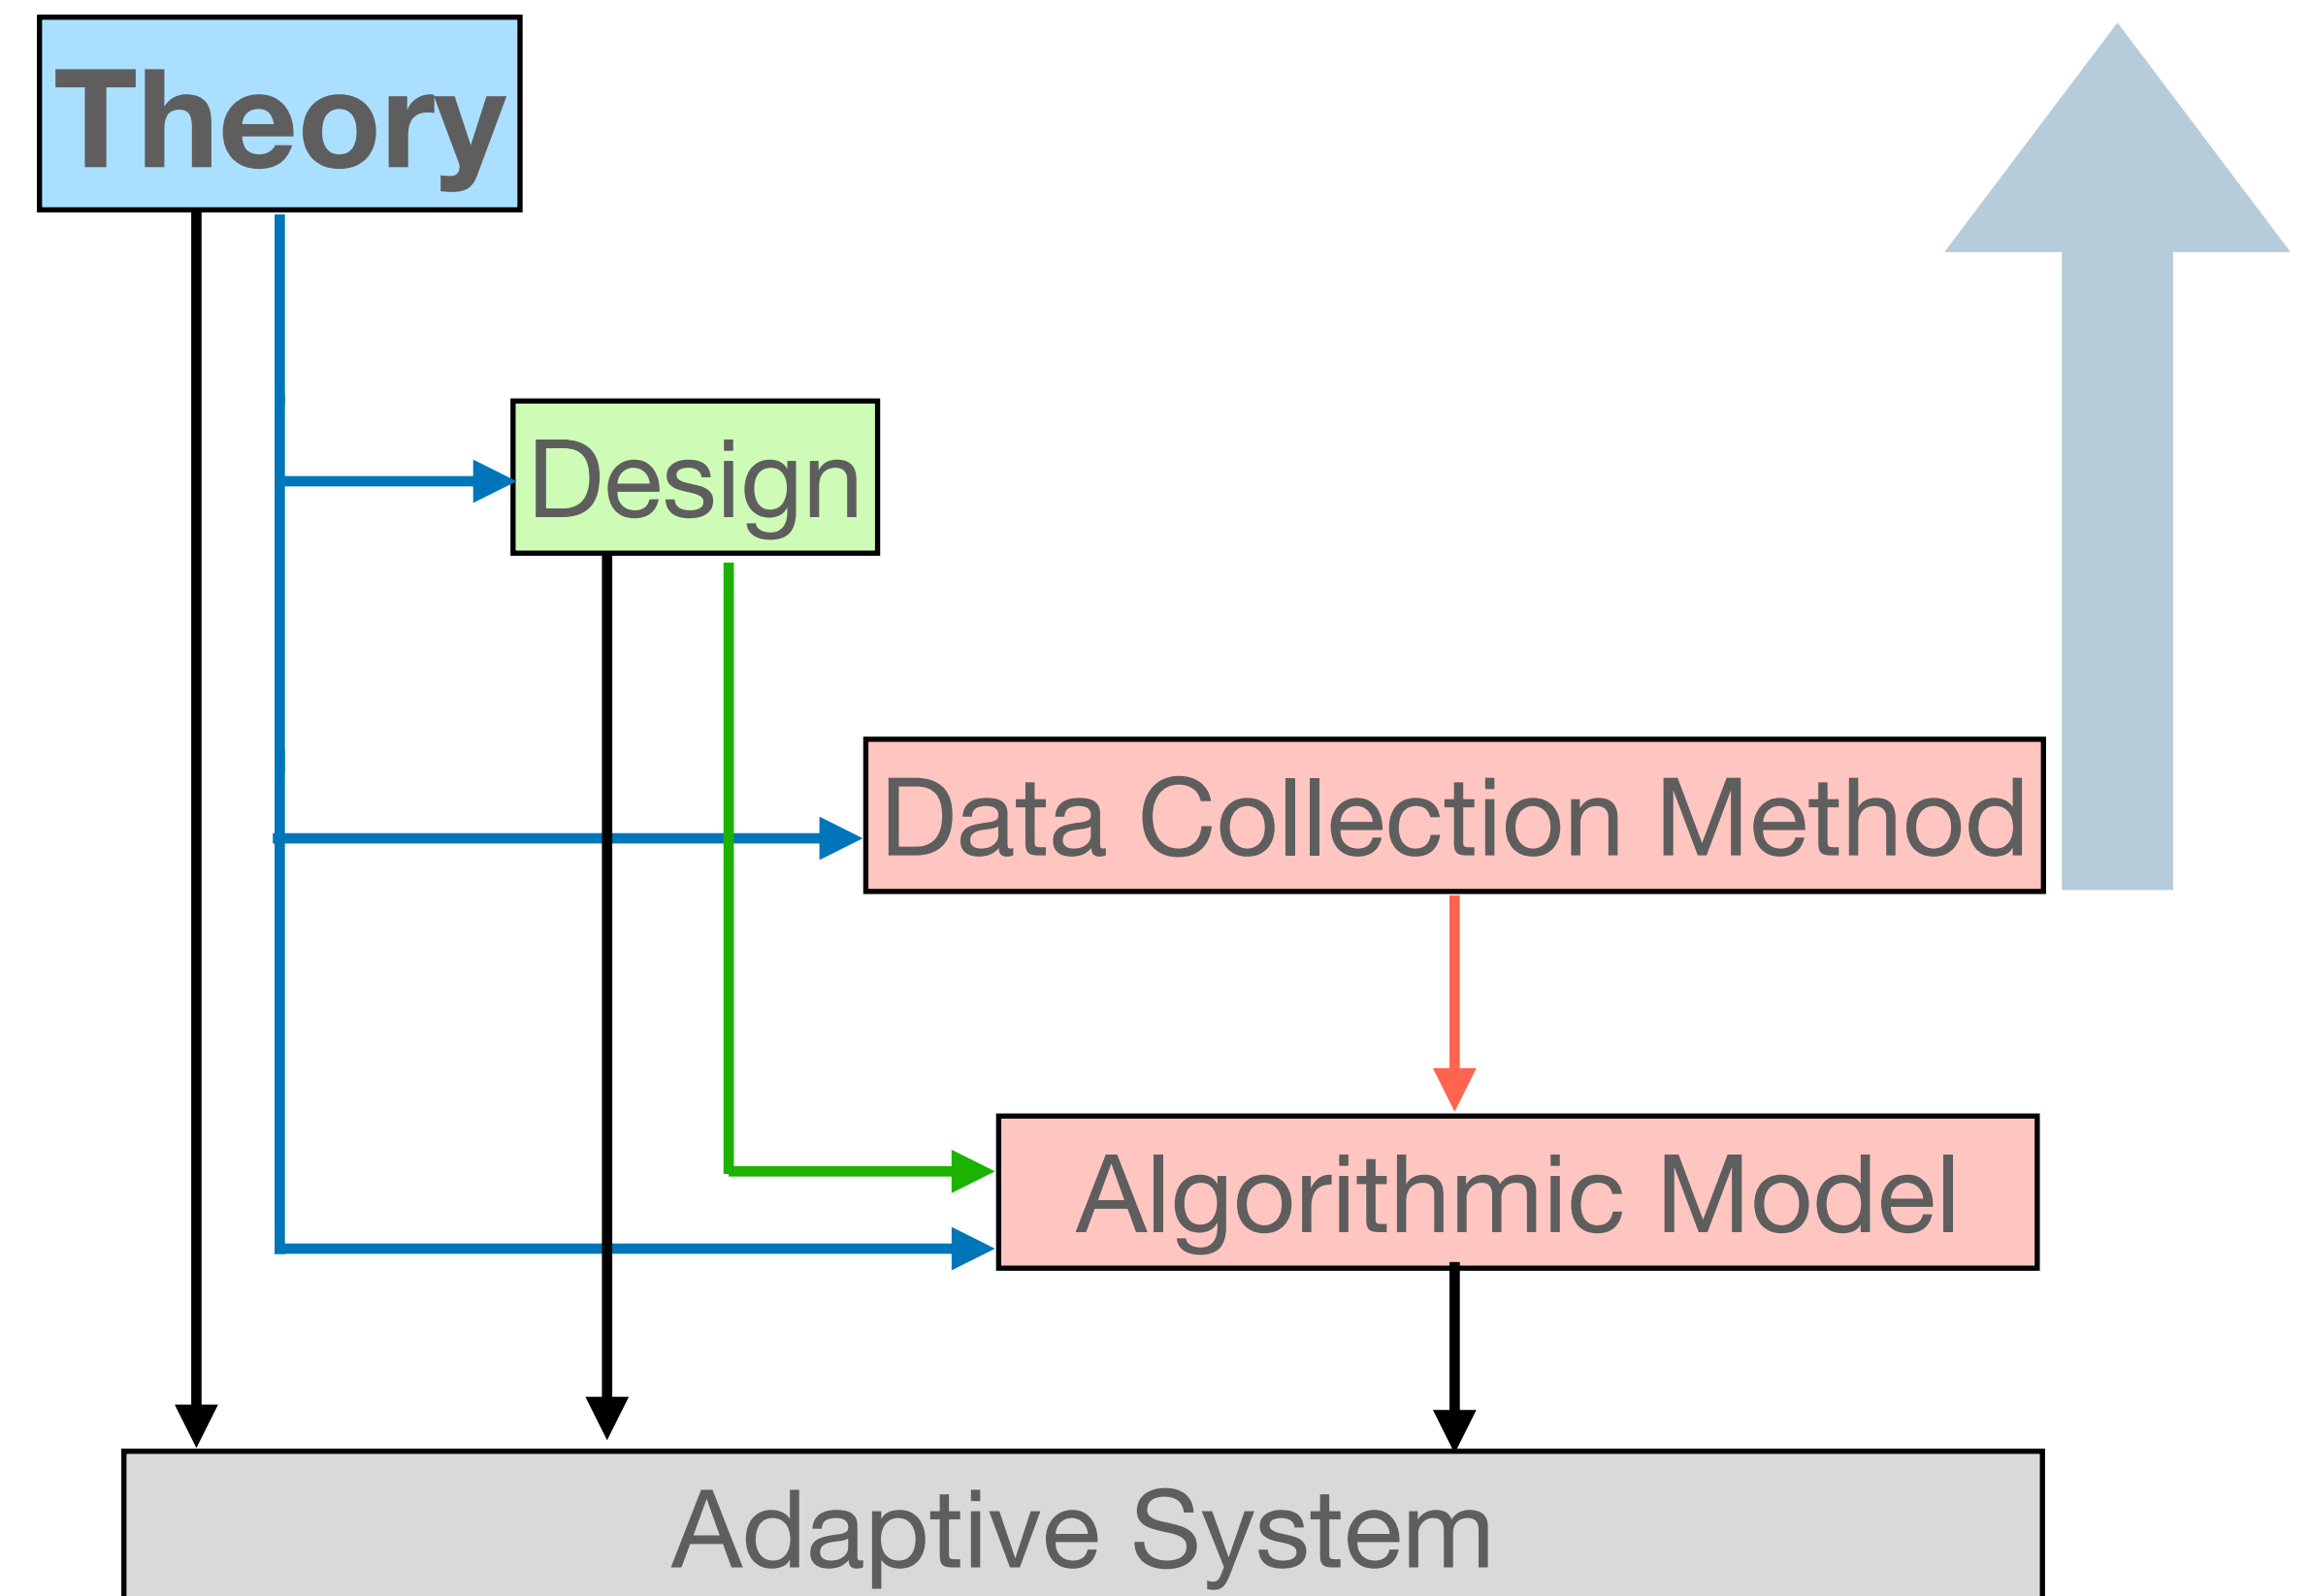 Theory
Design
Data Collection Method
Algorithmic Model
Adaptive System